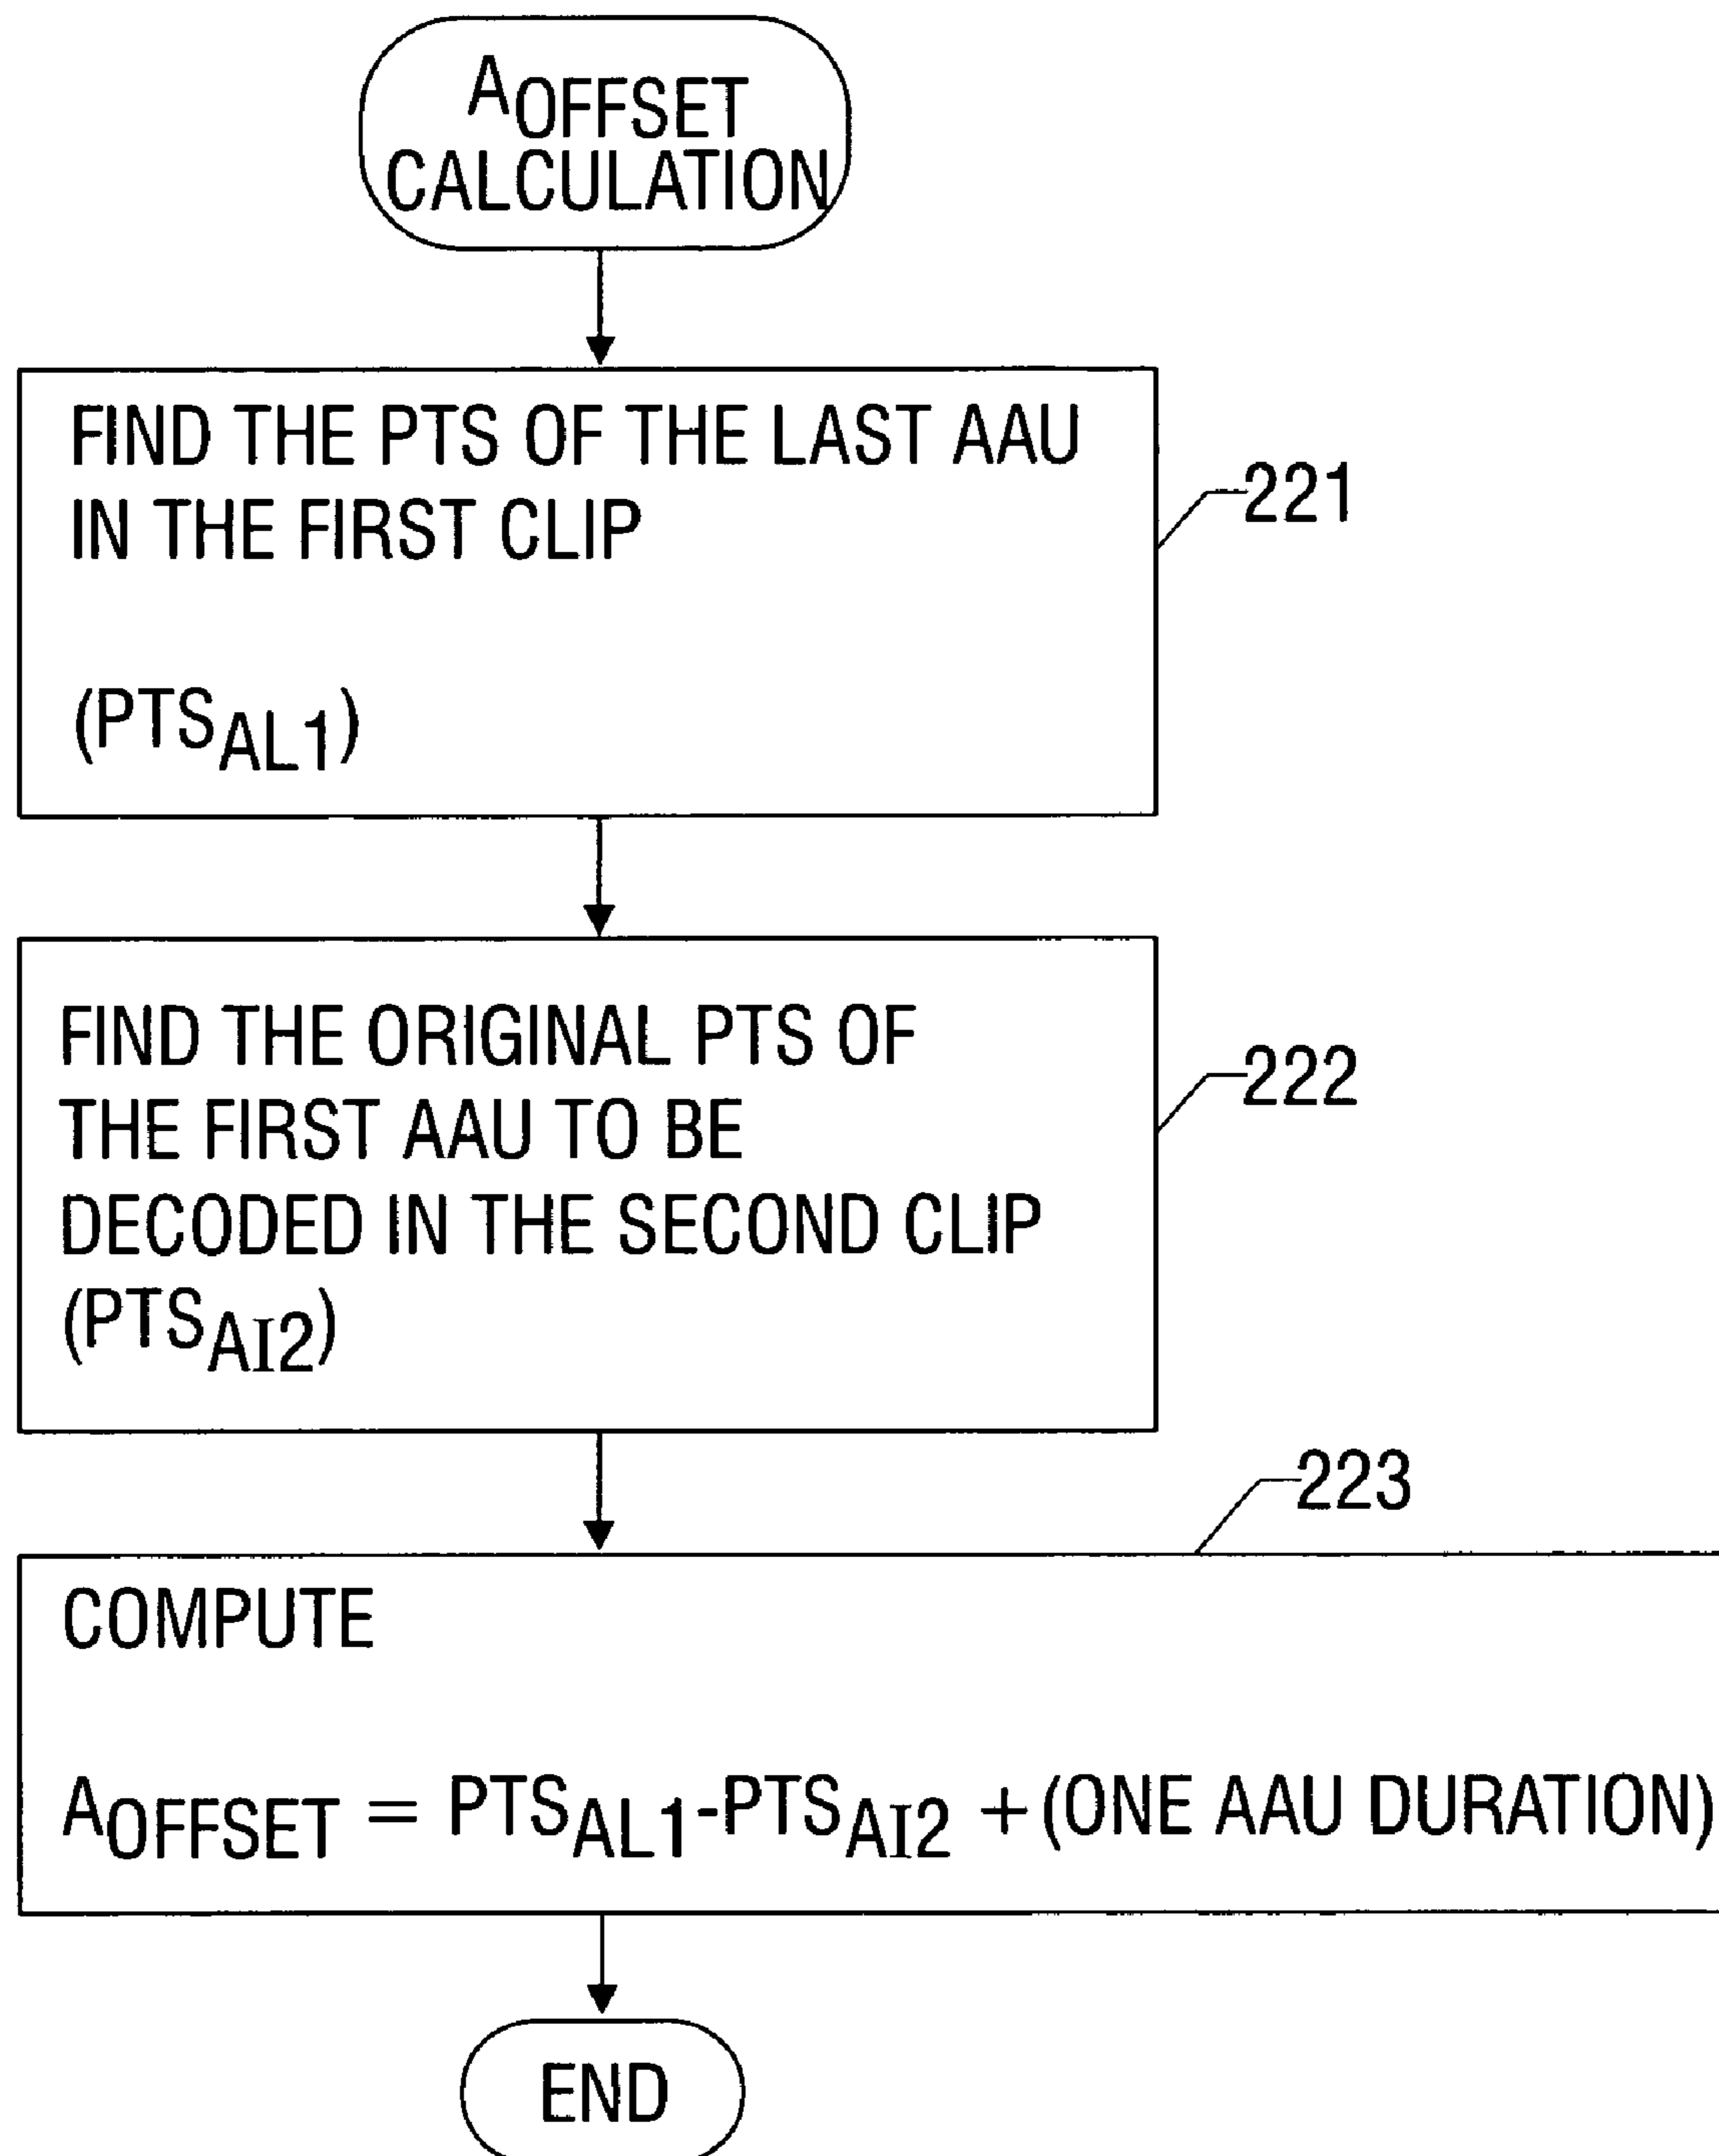 AOFFSET
CALCULATION
FIND THE PTS OF THE LAST AAU
IN THE FIRST CLIP
(PTSAL1)
221
FIND THE ORIGINAL PTS OF
THE FIRST AAU TO BE
DECODED IN THE SECOND CLIP
(PTSAI2)
222
223
COMPUTE
AOFFSET = PTSAL1-PTSAI2 +(ONE AAU DURATION)
END